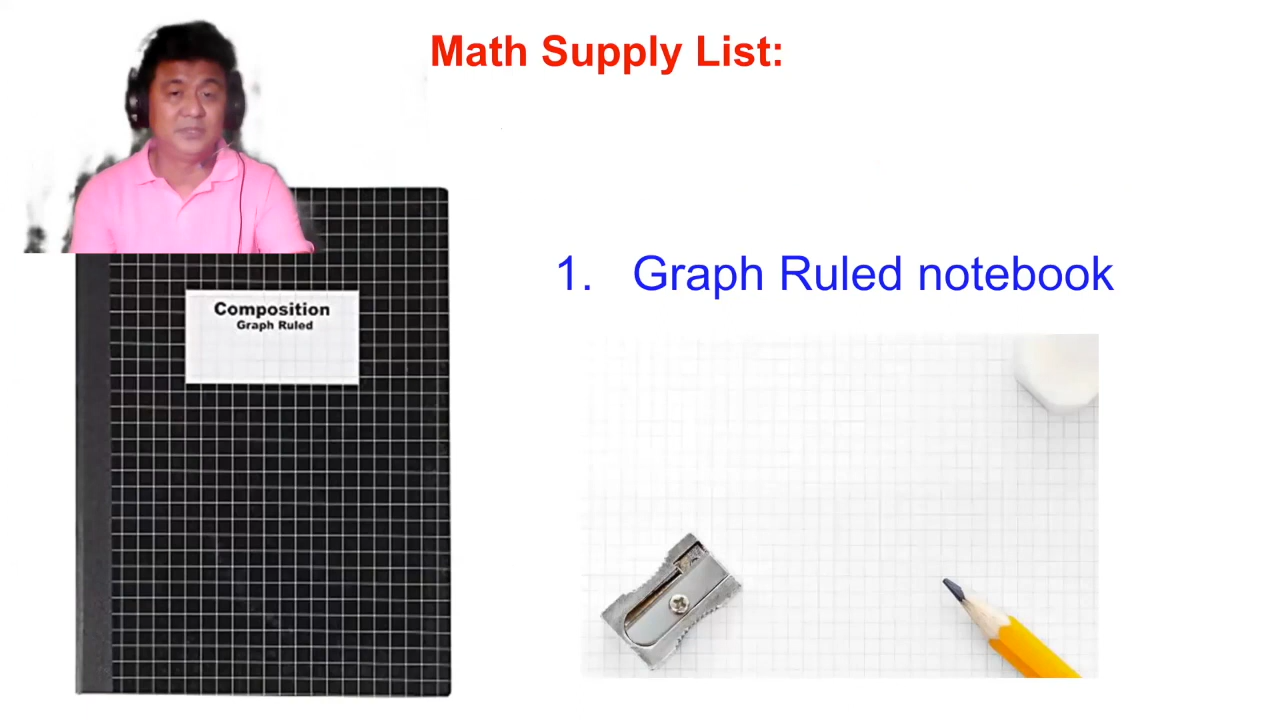 Math Supply List:
1. Graph Ruled notebook
Composition
Graph Ruled